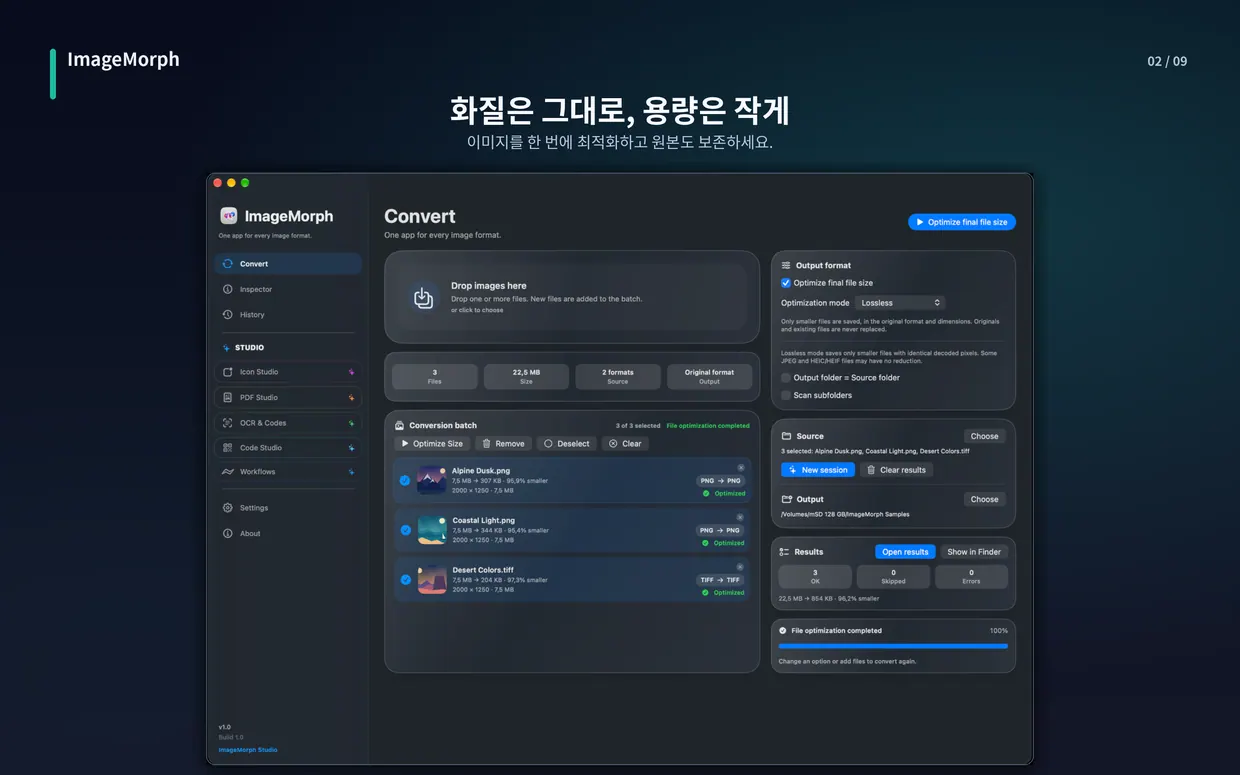 ImageMorph
02 / 09
화질은 그대로, 용량은 작게
이미지를 한 번에 최적화하고 원본도 보존하세요.
ImageMorph
One app for every image format.
Convert
Inspector
History
STUDIO
Icon Studio
PDF Studio
OCR & Codes
Code Studio
Workflows
Settings
About
v1.0
Build 1.0
ImageMorph Studio
Convert
One app for every image format.
Optimize final file size
Drop images here
Drop one or more files. New files are added to the batch.
or click to choose
3
Files
22,5 MB
Size
2 formats
Source
Original format
Output
Conversion batch
3 of 3 selected
File optimization completed
Optimize Size
Remove
Deselect
Clear
Alpine Dusk.png
7,5 MB → 307 KB · 95,9% smaller
2000 × 1250 · 7,5 MB
PNG → PNG
Optimized
Coastal Light.png
7,5 MB → 344 KB · 95,4% smaller
2000 × 1250 · 7,5 MB
PNG → PNG
Optimized
Desert Colors.tiff
7,5 MB → 204 KB · 97,3% smaller
2000 × 1250 · 7,5 MB
TIFF → TIFF
Optimized
Output format
Optimize final file size
Optimization mode
Lossless
Only smaller files are saved, in the original format and dimensions. Originals
and existing files are never replaced.
Lossless mode saves only smaller files with identical decoded pixels. Some
JPEG and HEIC/HEIF files may have no reduction.
Output folder = Source folder
Scan subfolders
Source
Choose
3 selected: Alpine Dusk.png, Coastal Light.png, Desert Colors.tiff
New session
Clear results
Output
Choose
/Volumes/mSD 128 GB/ImageMorph Samples
Results
Open results
Show in Finder
3
OK
0
Skipped
0
Errors
22,5 MB → 854 KB · 96,2% smaller
File optimization completed
100%
Change an option or add files to convert again.